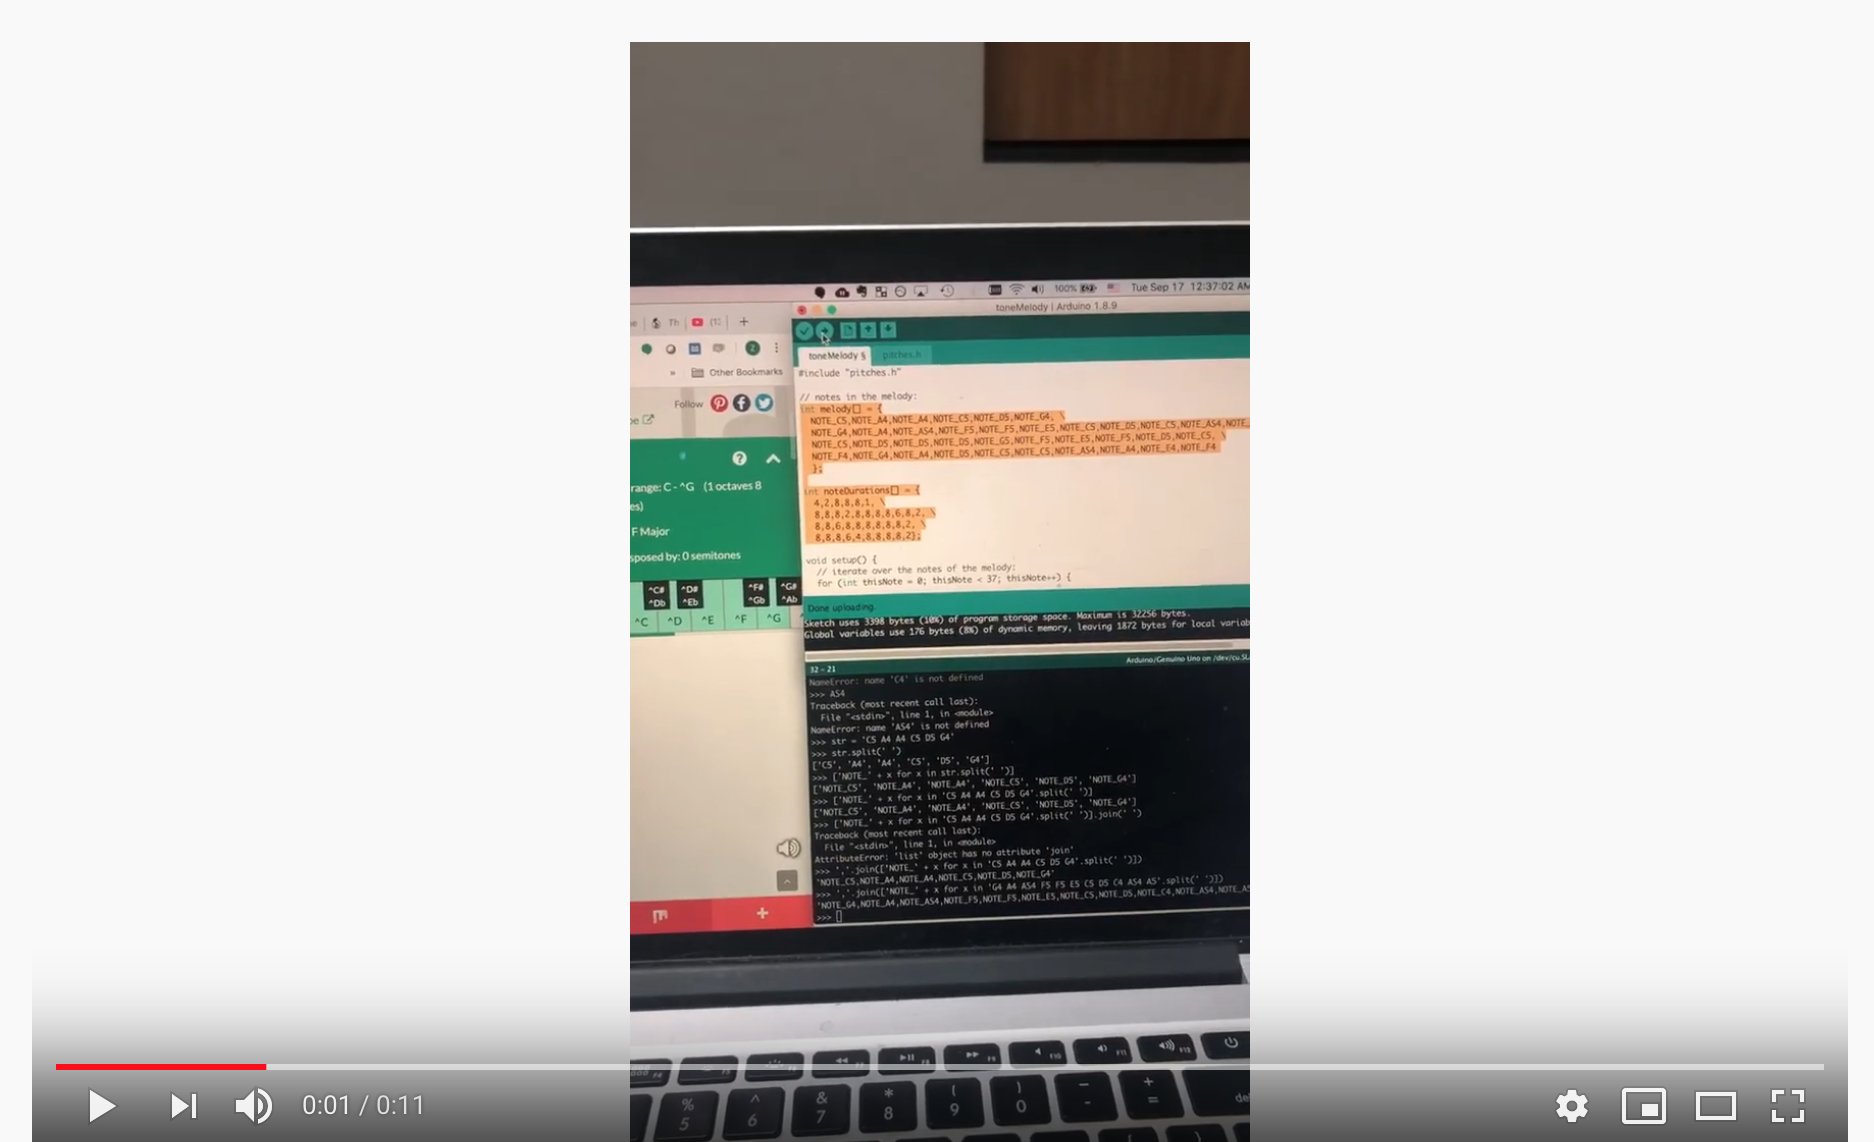 100%
Tue Sep 17 12:37:02 AM
toneMelody | Arduino 1.8.9
Th
toneMelody §
pitches.h
Other Bookmarks
Follow
#include "pitches.h"
// notes in the melody:
int melody[] = {
NOTE_C5,NOTE_A4,NOTE_A4,NOTE_C5,NOTE_D5,NOTE_G4, \
NOTE_G4,NOTE_A4,NOTE_AS4,NOTE_F5,NOTE_F5,NOTE_E5,NOTE_C5,NOTE_D5,NOTE_C5,NOTE_AS4,NOTE_
NOTE_C5,NOTE_D5,NOTE_D5,NOTE_D5,NOTE_G5,NOTE_F5,NOTE_E5,NOTE_F5,NOTE_D5,NOTE_C5, \
NOTE_F4,NOTE_G4,NOTE_A4,NOTE_D5,NOTE_C5,NOTE_C5,NOTE_AS4,NOTE_A4,NOTE_E4,NOTE_F4
};
int noteDurations[] = {
4,2,8,8,8,1, \
8,8,8,2,8,8,8,8,6,8,2, \
8,8,6,8,8,8,8,8,8,2, \
8,8,8,6,4,8,8,8,8,2};
void setup() {
// iterate over the notes of the melody:
for (int thisNote = 0; thisNote < 37; thisNote++) {
range: C - ^G (1 octaves 8
es)
F Major
sposed by: 0 semitones
^C# ^D# ^F# ^G#
^Db ^Eb ^Gb ^Ab
^C ^D ^E ^F ^G
Done uploading.
Sketch uses 3398 bytes (10%) of program storage space. Maximum is 32256 bytes.
Global variables use 176 bytes (8%) of dynamic memory, leaving 1872 bytes for local variab
32 - 21
Arduino/Genuino Uno on /dev/cu.SL
NameError: name 'C4' is not defined
>>> AS4
Traceback (most recent call last):
File "<stdin>", line 1, in <module>
NameError: name 'AS4' is not defined
>>> str = 'C5 A4 A4 C5 D5 G4'
>>> str.split(' ')
['C5', 'A4', 'A4', 'C5', 'D5', 'G4']
>>> ['NOTE_' + x for x in str.split(' ')]
['NOTE_C5', 'NOTE_A4', 'NOTE_A4', 'NOTE_C5', 'NOTE_D5', 'NOTE_G4']
>>> ['NOTE_' + x for x in 'C5 A4 A4 C5 D5 G4'.split(' ')]
['NOTE_C5', 'NOTE_A4', 'NOTE_A4', 'NOTE_C5', 'NOTE_D5', 'NOTE_G4']
>>> ['NOTE_' + x for x in 'C5 A4 A4 C5 D5 G4'.split(' ')].join(' ')
Traceback (most recent call last):
File "<stdin>", line 1, in <module>
AttributeError: 'list' object has no attribute 'join'
>>> ','.join(['NOTE_' + x for x in 'C5 A4 A4 C5 D5 G4'.split(' ')])
'NOTE_C5,NOTE_A4,NOTE_A4,NOTE_C5,NOTE_D5,NOTE_G4'
>>> ','.join(['NOTE_' + x for x in 'G4 A4 AS4 F5 F5 E5 C5 D5 C4 AS4 A5'.split(' ')])
'NOTE_G4,NOTE_A4,NOTE_AS4,NOTE_F5,NOTE_F5,NOTE_E5,NOTE_C5,NOTE_D5,NOTE_C4,NOTE_AS4,NOTE_A5
>>>
F8 F9 F10 F11 F12
% ^ & * ( ) - +
5 6 7 8 9 0 - =
de
0:01 / 0:11